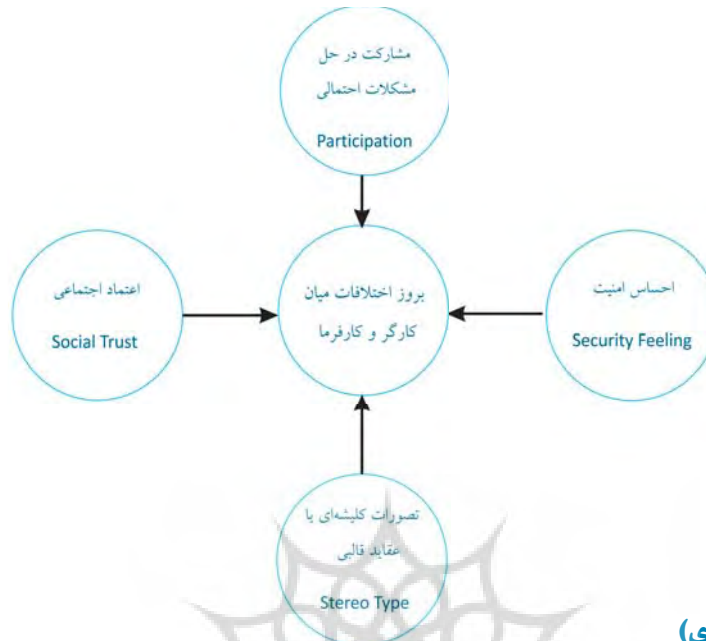 مشارکت در حل
مشکلات احتمالی
Participation
احساس امنیت
Security Feeling
بروز اختلافات میان
کارگر و کارفرما
اعتماد اجتماعی
Social Trust
تصورات کلیشه‌ای یا
عقاید قالبی
Stereo Type